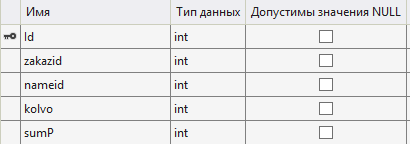 Имя Тип данных Допустимы значения NULL
Id int
zakazid int
nameid int
kolvo int
sumP int